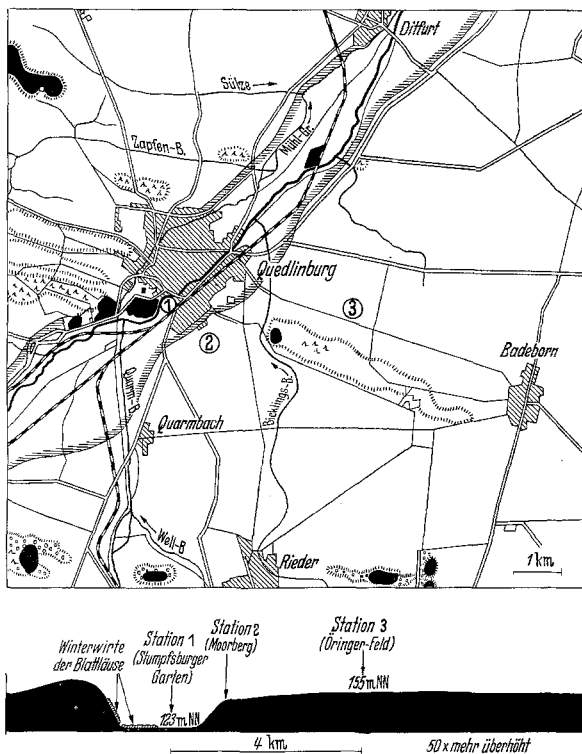 Ditfurt
Sülze
Mühl-Gr.
Zapfen-B.
Quedlinburg
①
②
③
Badeborn
Bicklings-B.
Quarmbach
Well-B
Rieder
1 km
Winterwirte
der Blattläuse
Station 1
(Stumpfsburger
Garten)
Station 2
(Moorberg)
Station 3
(Öringer-Feld)
123 m NN
155 m NN
4 km
50 x mehr überhöht